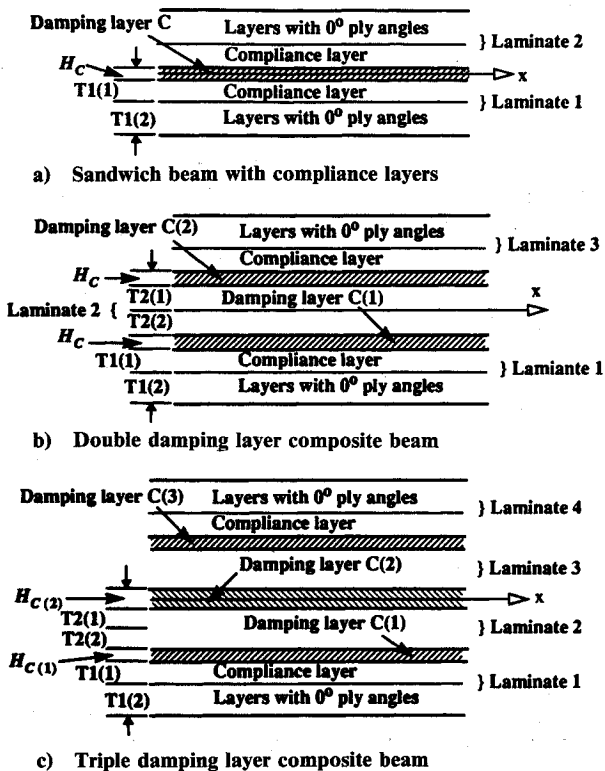 Damping layer C
Layers with 0° ply angles
} Laminate 2
Compliance layer
H_C
x
T1(1)
Compliance layer
} Laminate 1
T1(2)
Layers with 0° ply angles
a) Sandwich beam with compliance layers
Damping layer C(2)
Layers with 0° ply angles
} Laminate 3
Compliance layer
H_C
T2(1)
Damping layer C(1)
x
Laminate 2 {
T2(2)
H_C
T1(1)
Compliance layer
} Lamiante 1
T1(2)
Layers with 0° ply angles
b) Double damping layer composite beam
Damping layer C(3)
Layers with 0° ply angles
} Laminate 4
Compliance layer
Damping layer C(2)
} Laminate 3
H_C(2)
x
T2(1)
} Laminate 2
T2(2)
Damping layer C(1)
H_C(1)
T1(1)
Compliance layer
} Laminate 1
T1(2)
Layers with 0° ply angles
c) Triple damping layer composite beam